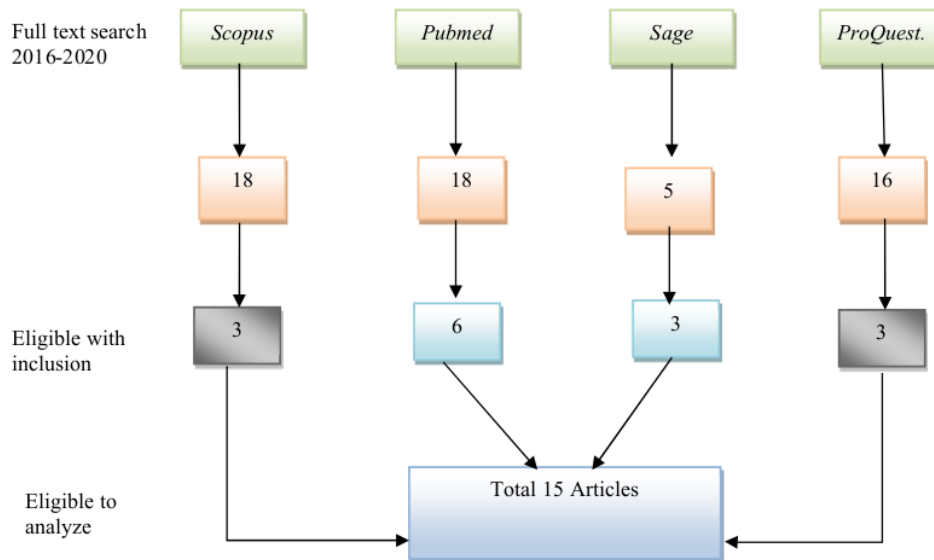 Full text search
2016-2020
Scopus
Pubmed
Sage
ProQuest.
18
18
5
16
Eligible with
inclusion
3
6
3
3
Eligible to
analyze
Total 15 Articles